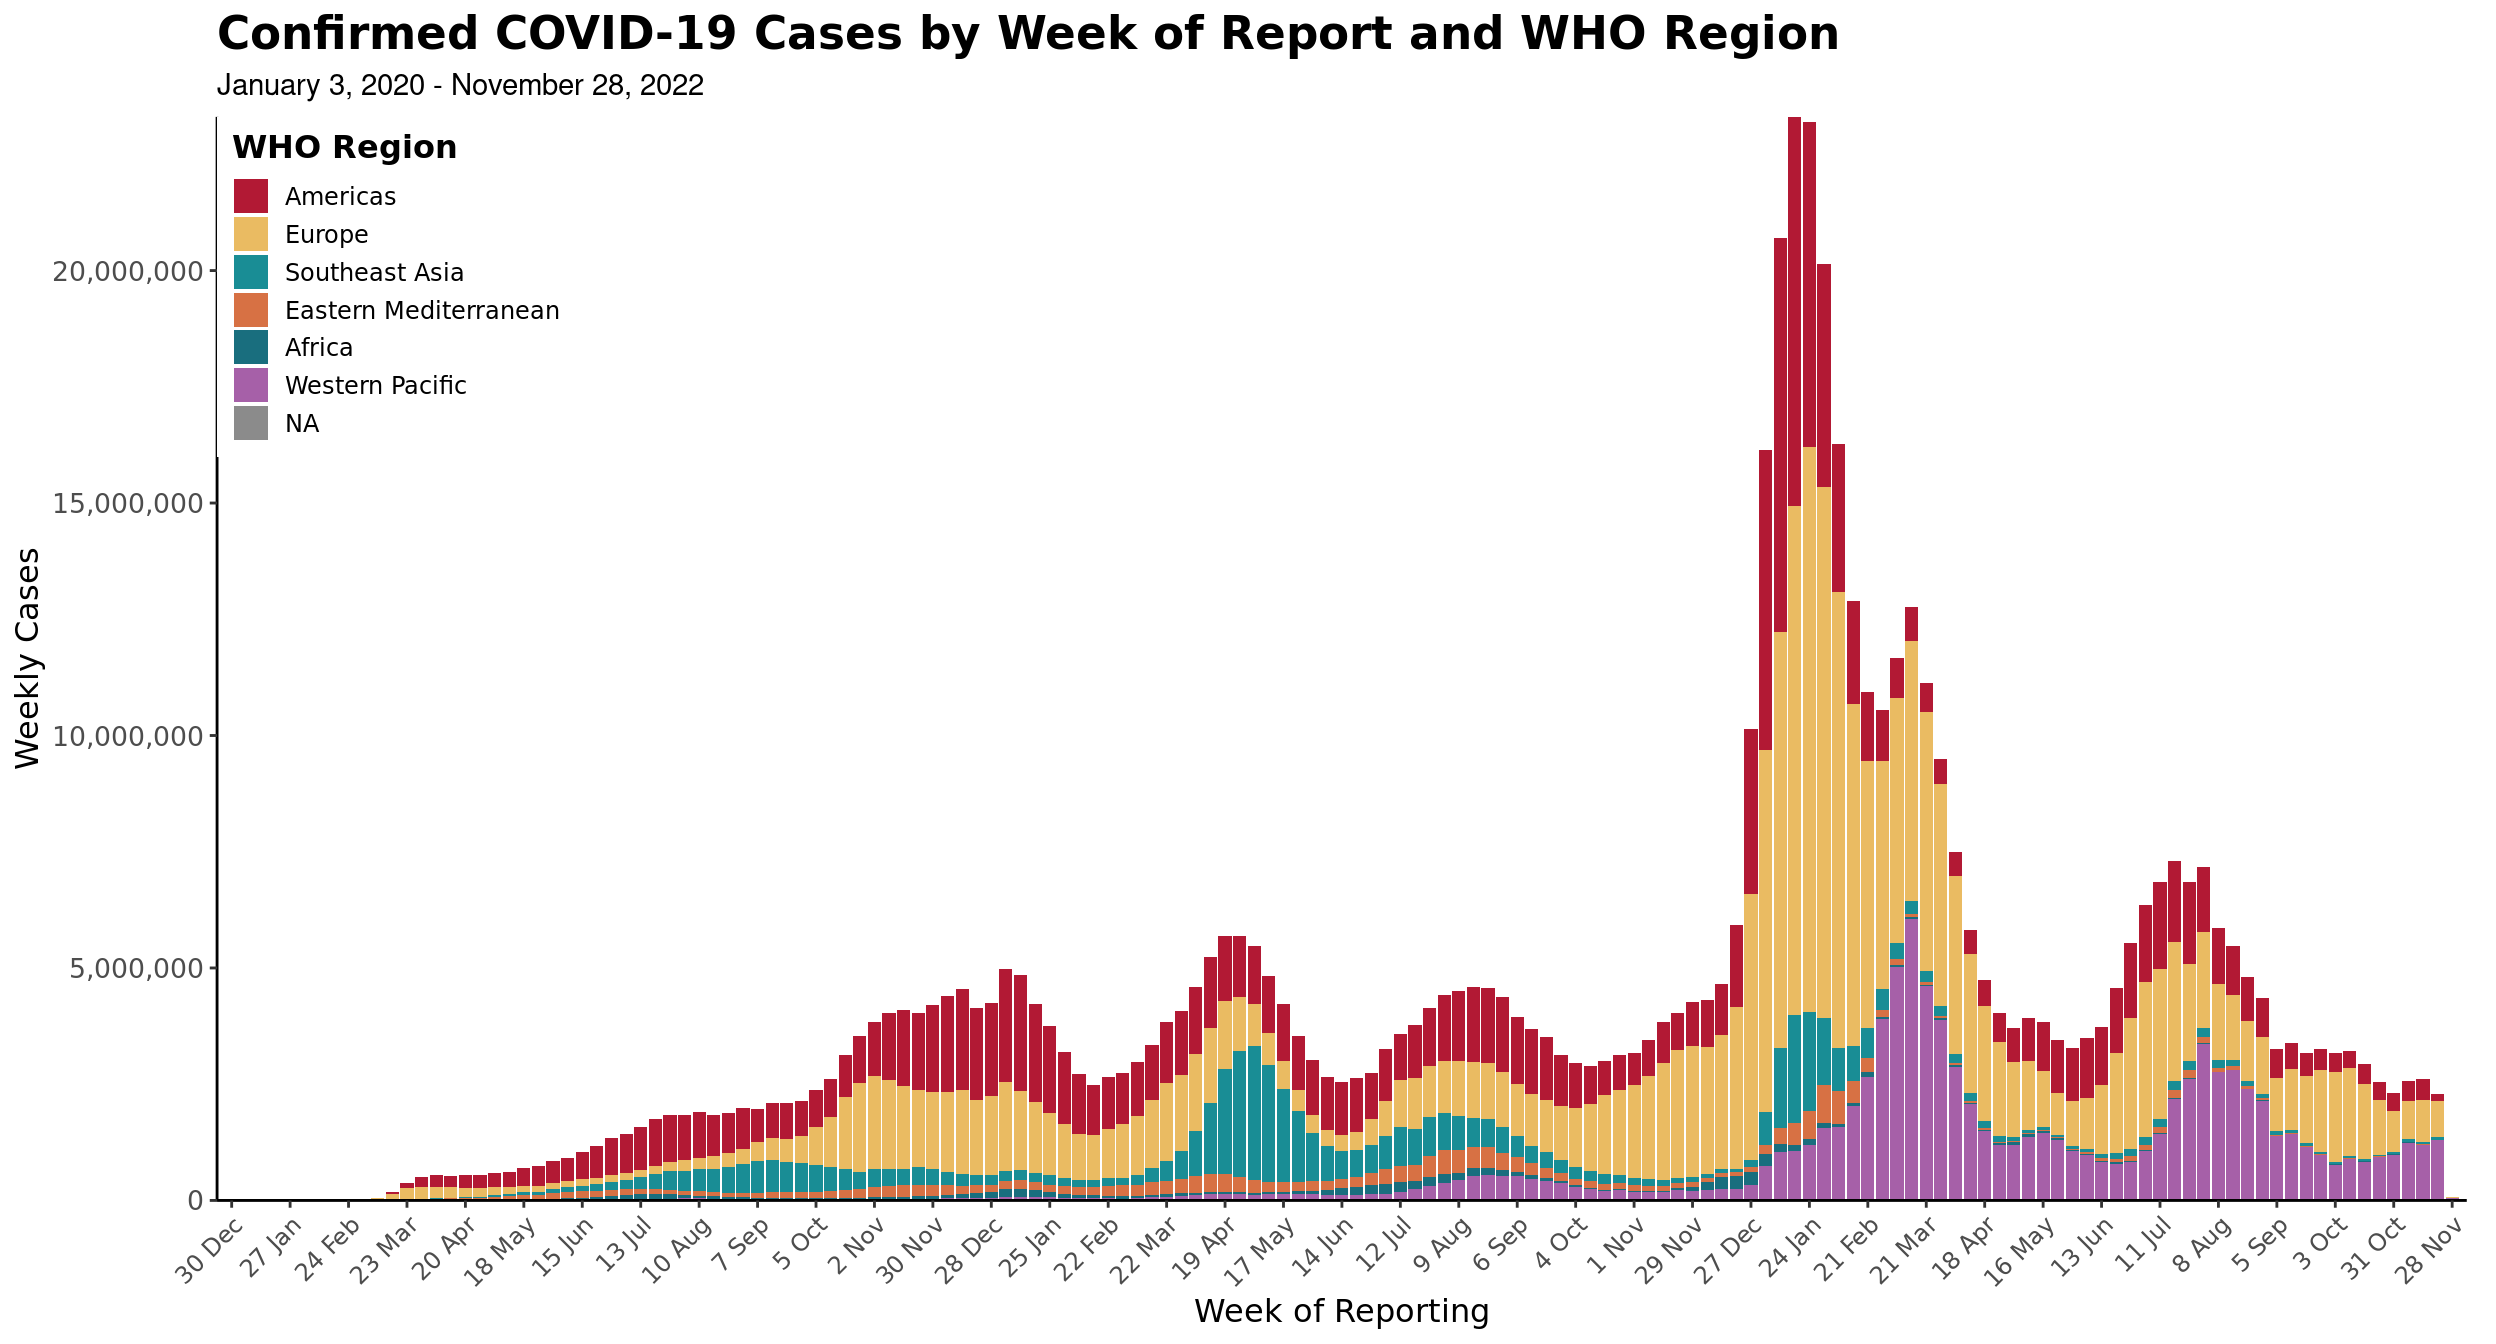 Confirmed COVID-19 Cases by Week of Report and WHO Region
January 3, 2020 - November 28, 2022
WHO Region
Americas
Europe
Southeast Asia
Eastern Mediterranean
Africa
Western Pacific
NA
Weekly Cases
20,000,000
15,000,000
10,000,000
5,000,000
0
30 Dec
27 Jan
24 Feb
23 Mar
20 Apr
18 May
15 Jun
13 Jul
10 Aug
7 Sep
5 Oct
2 Nov
30 Nov
28 Dec
25 Jan
22 Feb
22 Mar
19 Apr
17 May
14 Jun
12 Jul
9 Aug
6 Sep
4 Oct
1 Nov
29 Nov
27 Dec
24 Jan
21 Feb
21 Mar
18 Apr
16 May
13 Jun
11 Jul
8 Aug
5 Sep
3 Oct
31 Oct
28 Nov
Week of Reporting